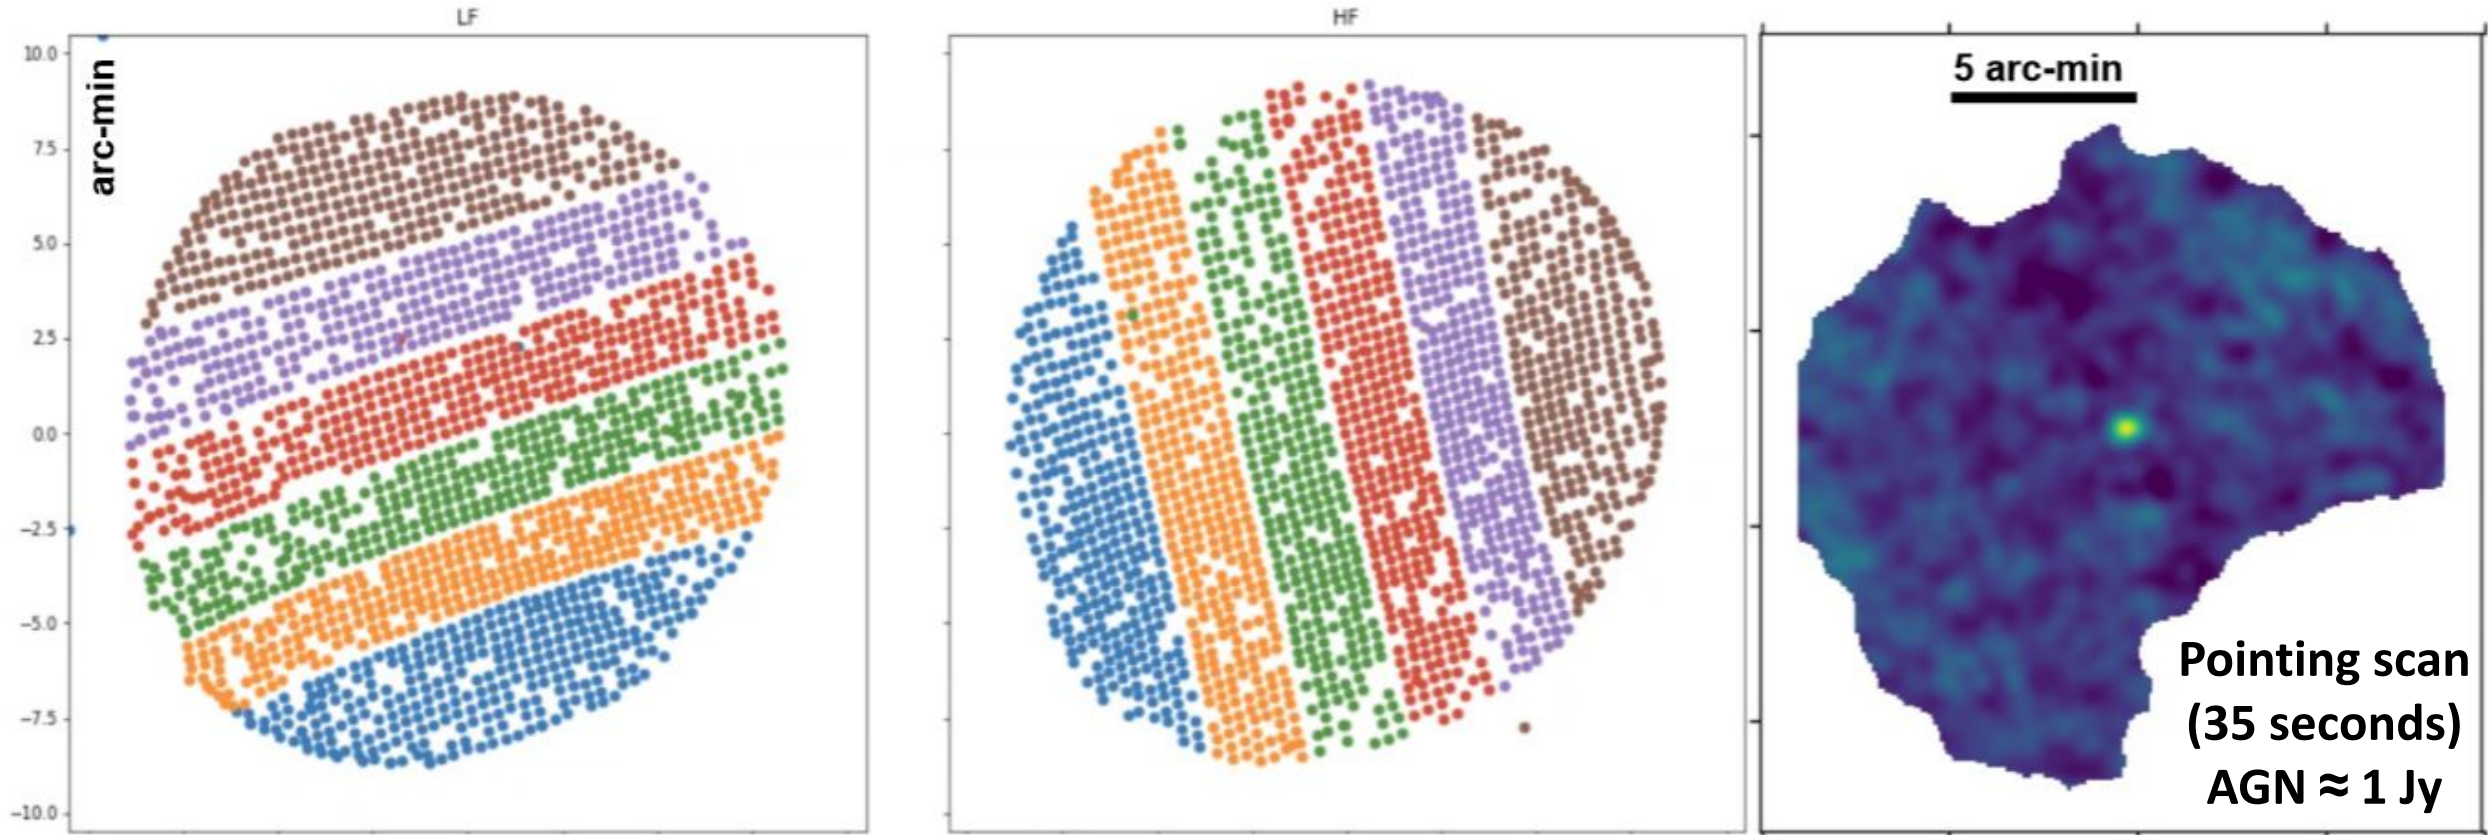 LF
HF
10.0
7.5
5.0
2.5
0.0
−2.5
−5.0
−7.5
−10.0
arc-min
5 arc-min
Pointing scan
(35 seconds)
AGN ≈ 1 Jy